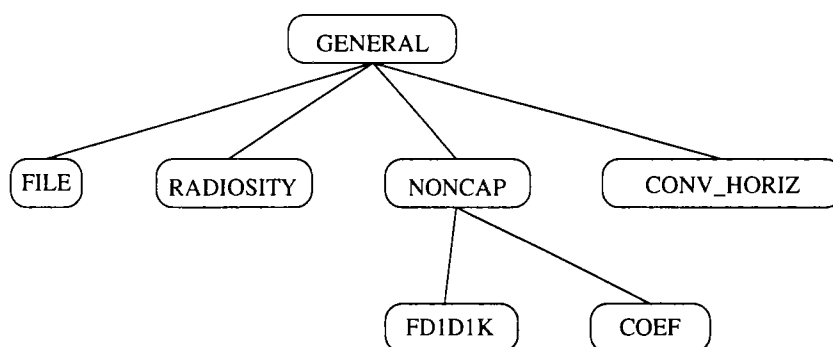 GENERAL
FILE
RADIOSITY
NONCAP
CONV_HORIZ
FD1D1K
COEF